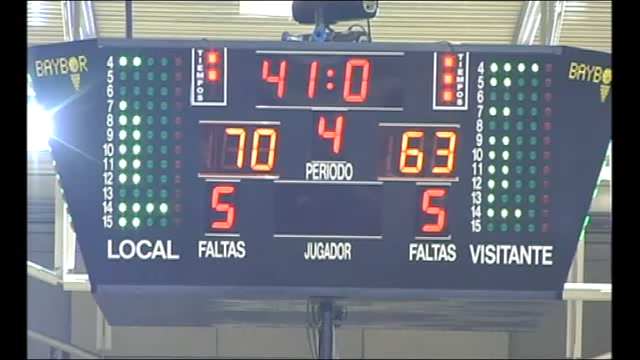 BAYBOR
BAYBO
TIEMPOS 41:0 TIEMPOS
4 4
5 5
6 6
7 7
8 8
9 9
10 10
11 11
12 12
13 13
14 14
15 15
70 4 63
PERIODO
5 5
LOCAL FALTAS JUGADOR FALTAS VISITANTE